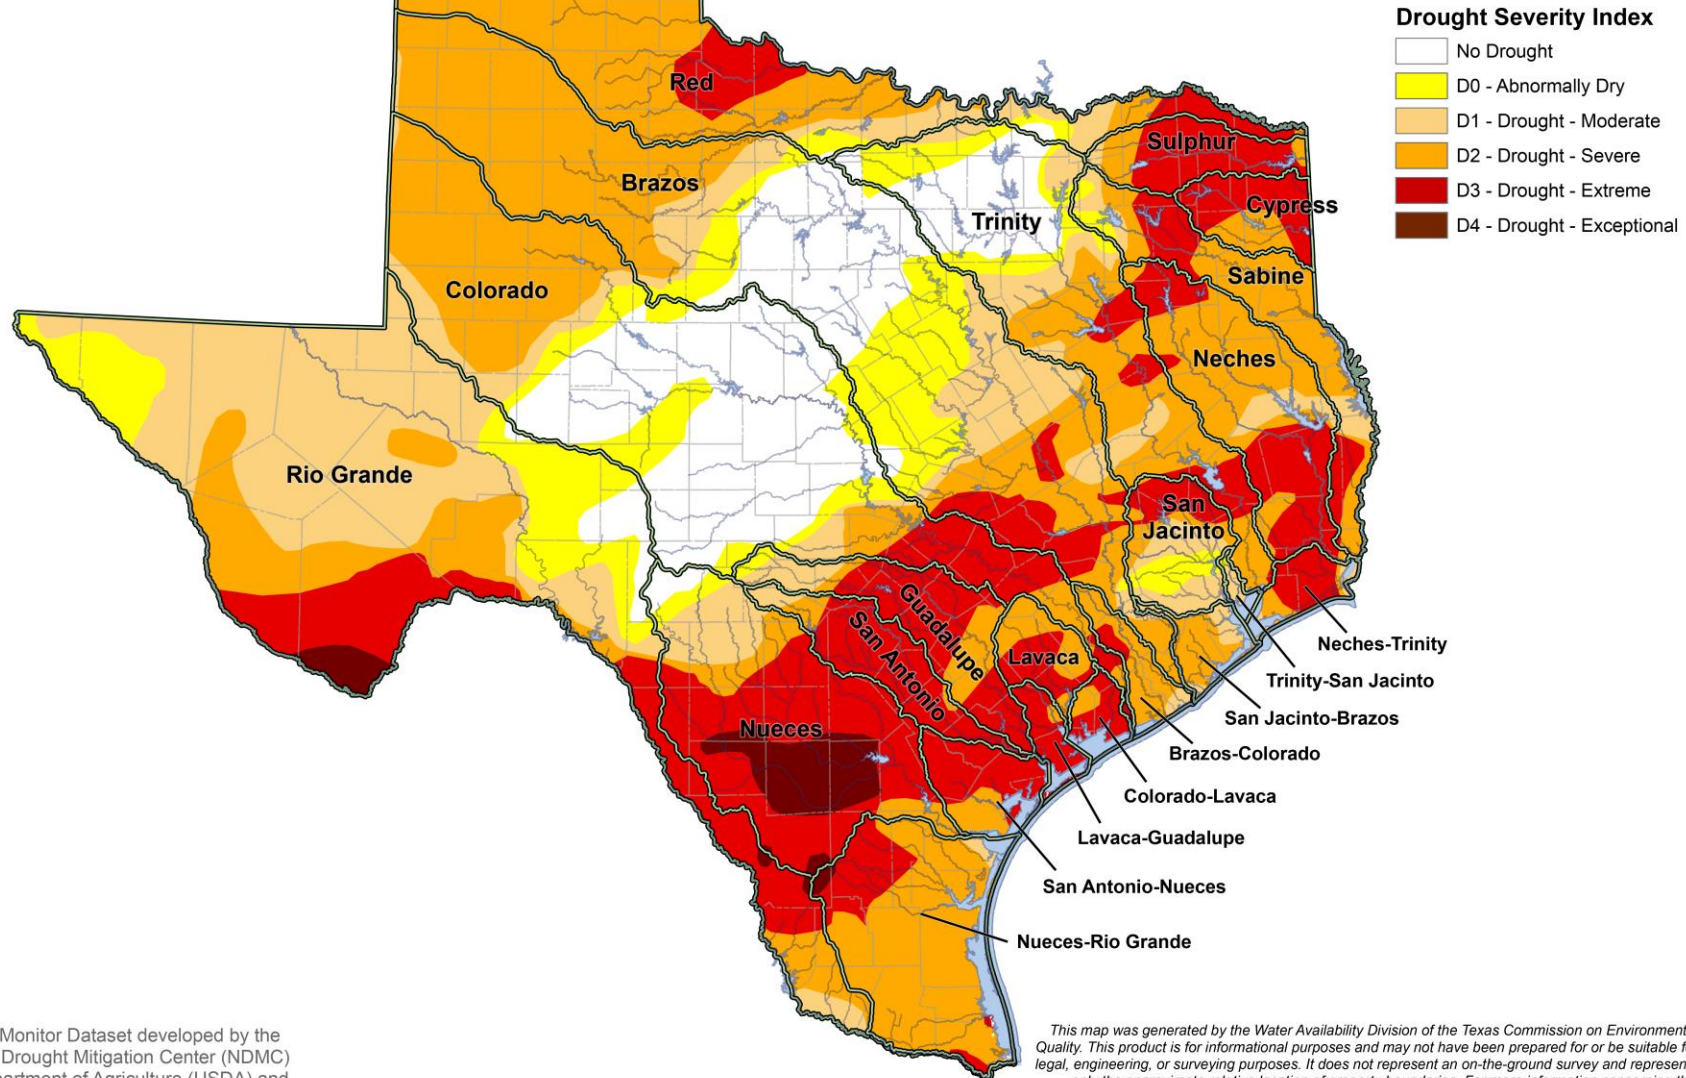 Drought Severity Index
No Drought
D0 - Abnormally Dry
D1 - Drought - Moderate
D2 - Drought - Severe
D3 - Drought - Extreme
D4 - Drought - Exceptional
Red
Sulphur
Brazos
Cypress
Trinity
Sabine
Colorado
Neches
Rio Grande
San
Jacinto
Guadalupe
San Antonio
Lavaca
Neches-Trinity
Trinity-San Jacinto
San Jacinto-Brazos
Nueces
Brazos-Colorado
Colorado-Lavaca
Lavaca-Guadalupe
San Antonio-Nueces
Nueces-Rio Grande
Monitor Dataset developed by the
Drought Mitigation Center (NDMC)
partment of Agriculture (USDA) and
This map was generated by the Water Availability Division of the Texas Commission on Environment
Quality. This product is for informational purposes and may not have been prepared for or be suitable f
legal, engineering, or surveying purposes. It does not represent an on-the-ground survey and represen